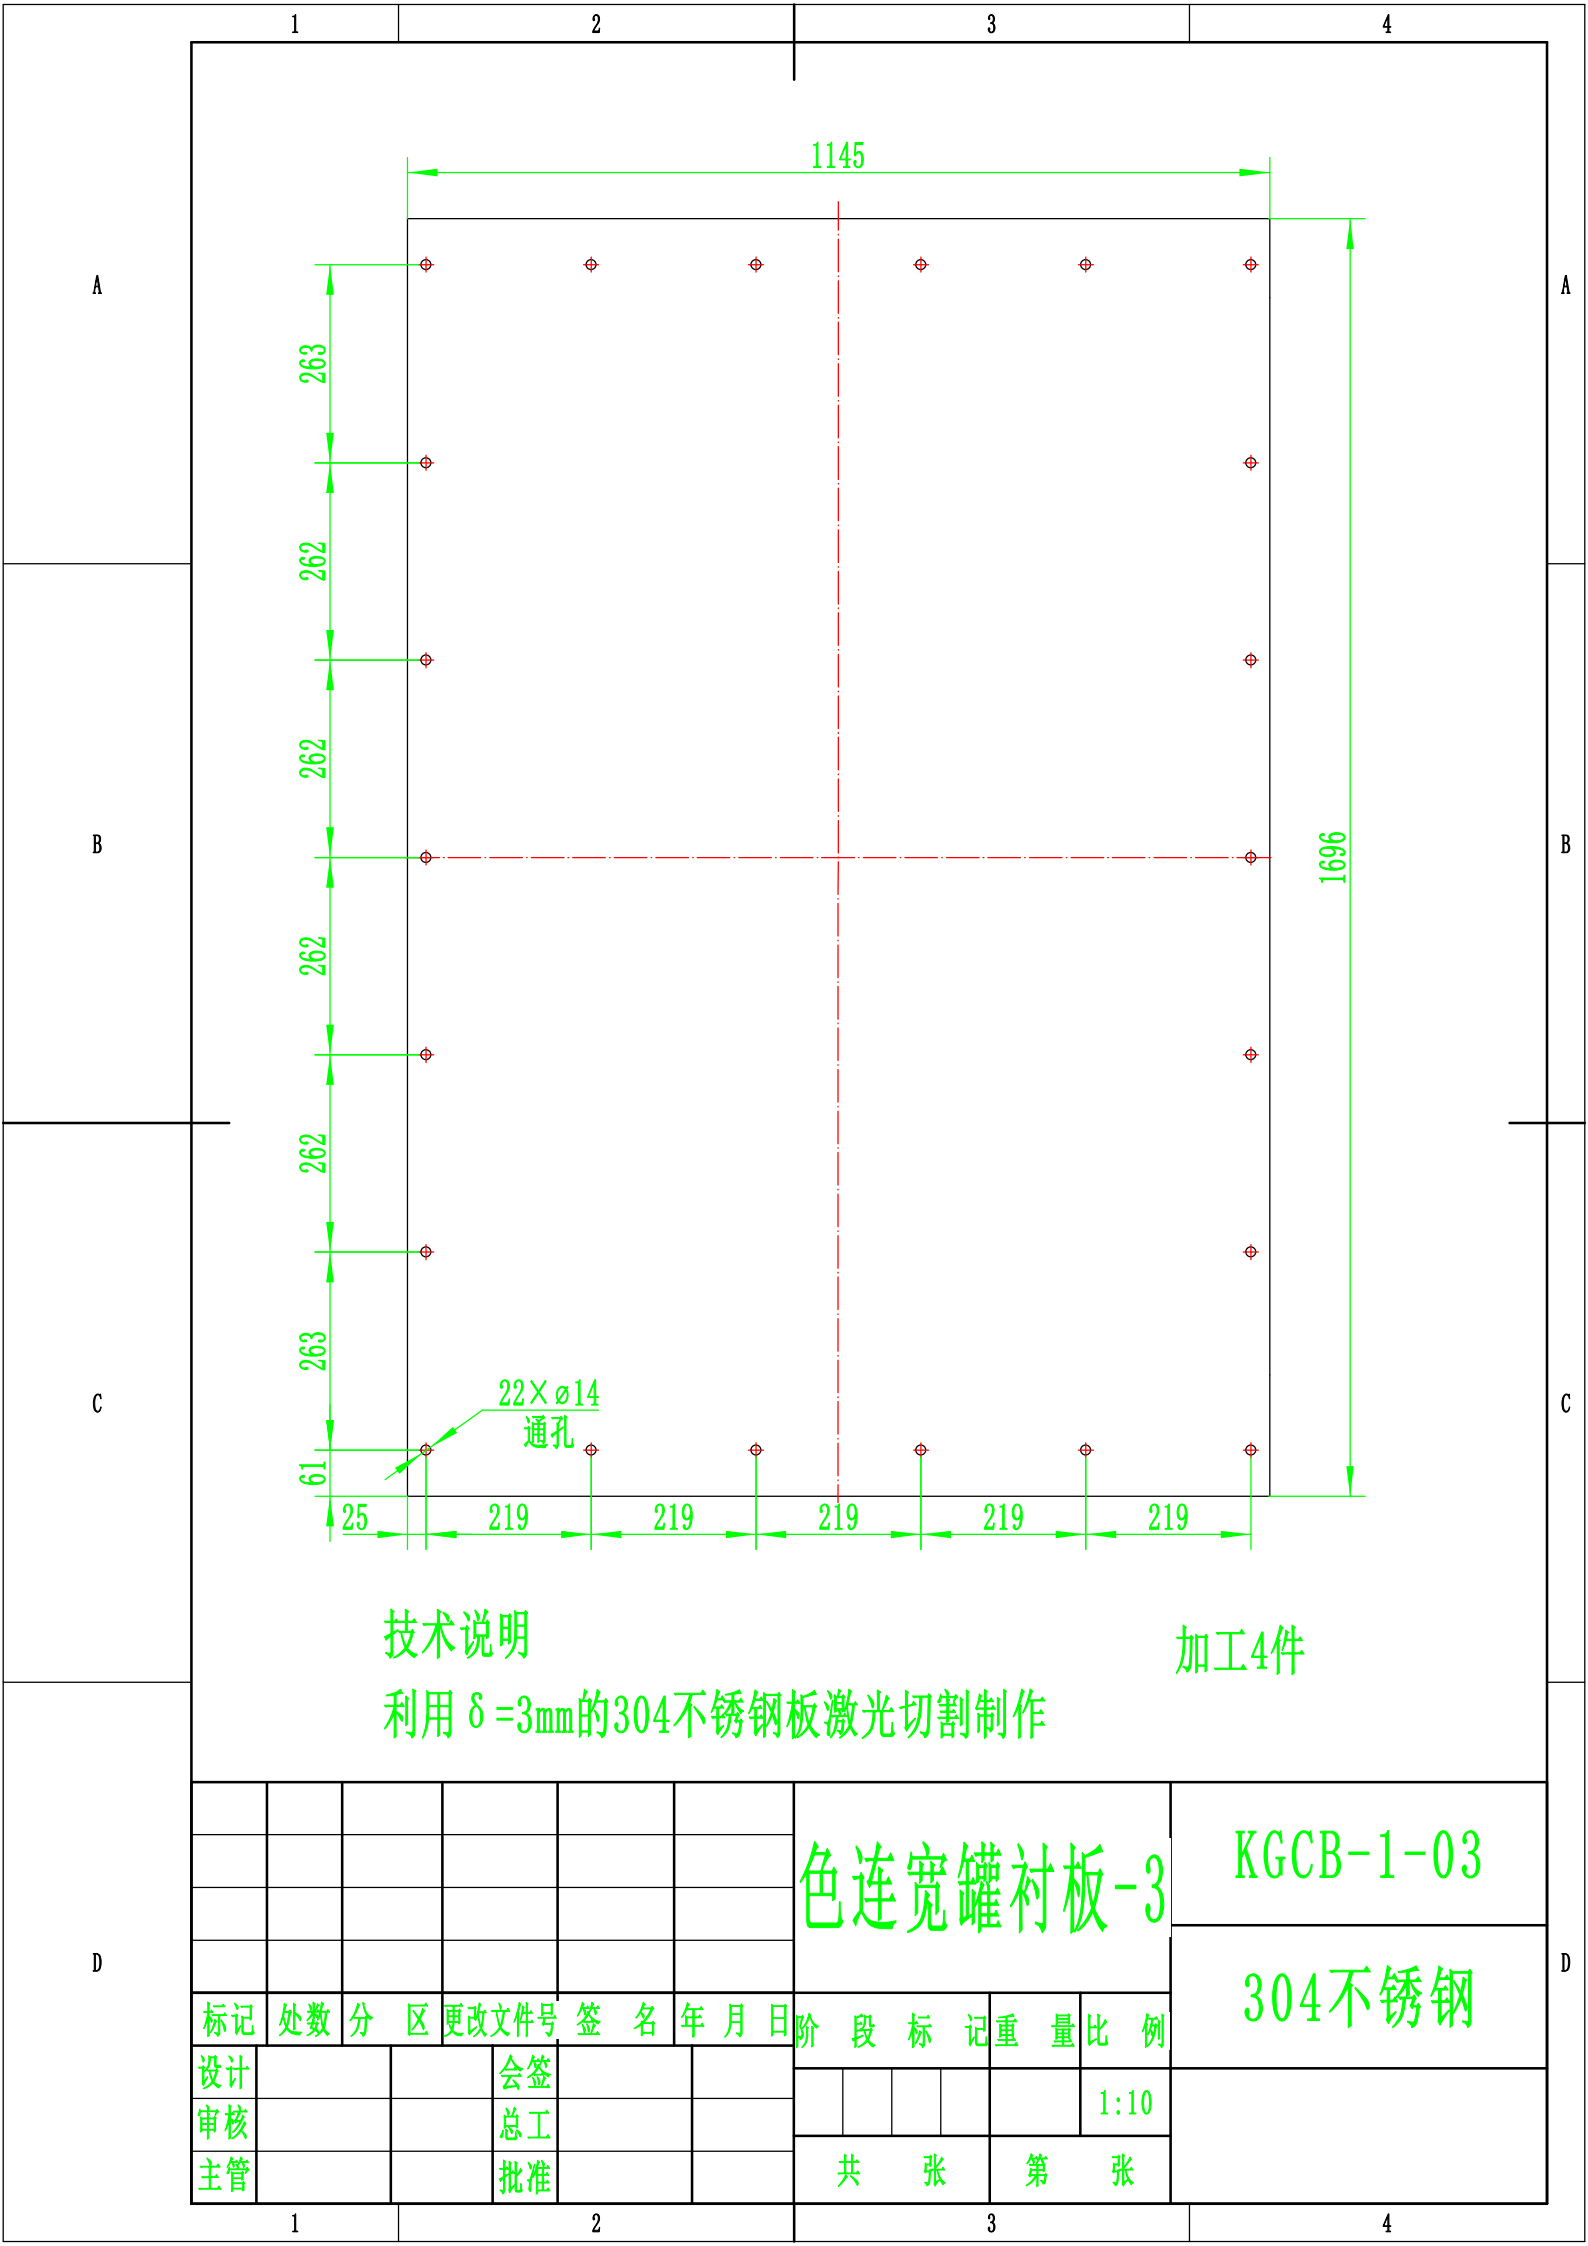 1 2 3 4
1145
A A
263
262
262
B B
1696
262
262
263
C C
22×ø14
通孔
61
25 219 219 219 219 219
技术说明
加工4件
利用δ=3mm的304不锈钢板激光切割制作
色连宽罐衬板-3
KGCB-1-03
D D
304不锈钢
标记 处数 分 区 更改文件号 签 名 年 月 日
阶 段 标 记 重 量 比 例
设计 会签
审核 总工
1:10
主管 批准
共 张 第 张
1 2 3 4